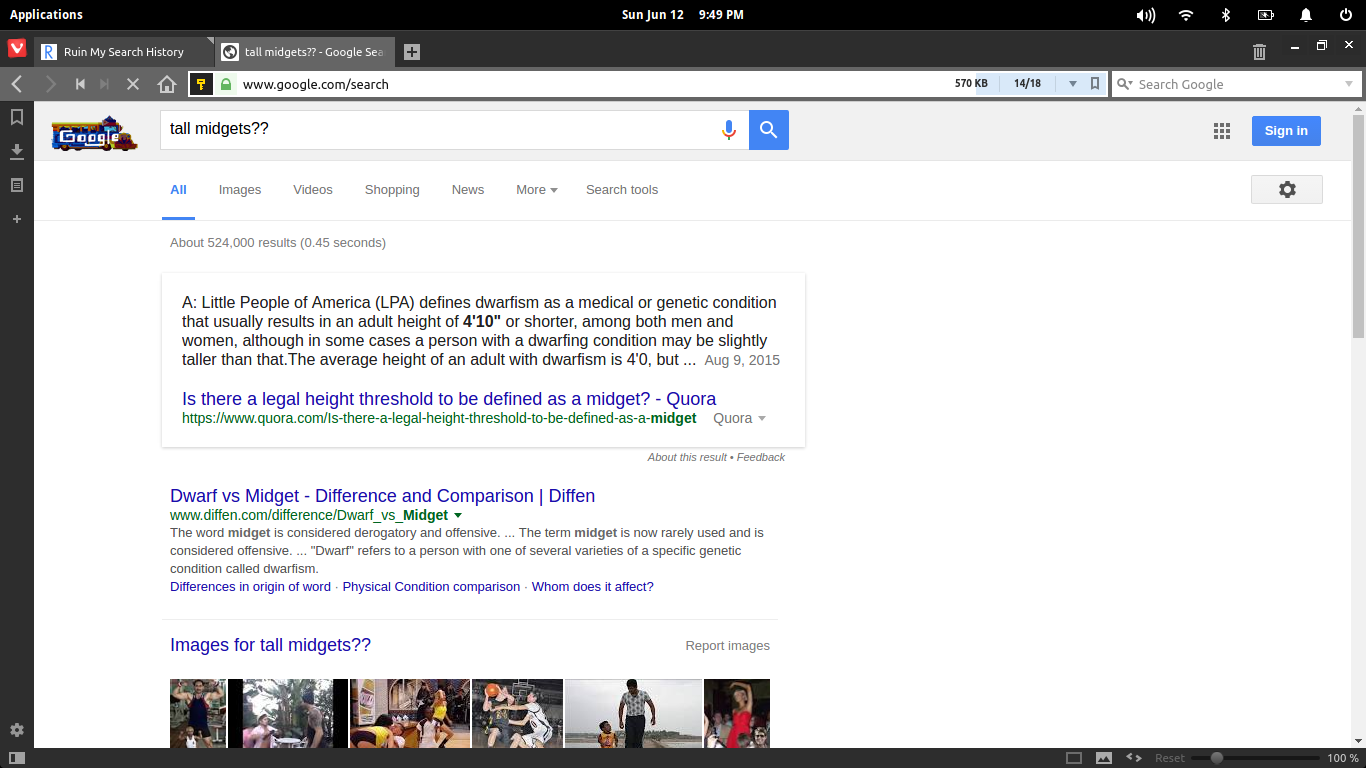 Applications
Sun Jun 12 9:49 PM
Ruin My Search History
tall midgets?? - Google Sea
www.google.com/search
570 KB
14/18
Search Google
Google
tall midgets??
Sign in
All
Images
Videos
Shopping
News
More
Search tools
About 524,000 results (0.45 seconds)
A: Little People of America (LPA) defines dwarfism as a medical or genetic condition
that usually results in an adult height of 4'10" or shorter, among both men and
women, although in some cases a person with a dwarfing condition may be slightly
taller than that.The average height of an adult with dwarfism is 4'0, but ... Aug 9, 2015
Is there a legal height threshold to be defined as a midget? - Quora
https://www.quora.com/Is-there-a-legal-height-threshold-to-be-defined-as-a-midget Quora
About this result • Feedback
Dwarf vs Midget - Difference and Comparison | Diffen
www.diffen.com/difference/Dwarf_vs_Midget
The word midget is considered derogatory and offensive. ... The term midget is now rarely used and is
considered offensive. ... "Dwarf" refers to a person with one of several varieties of a specific genetic
condition called dwarfism.
Differences in origin of word · Physical Condition comparison · Whom does it affect?
Images for tall midgets??
Report images
Reset
100 %